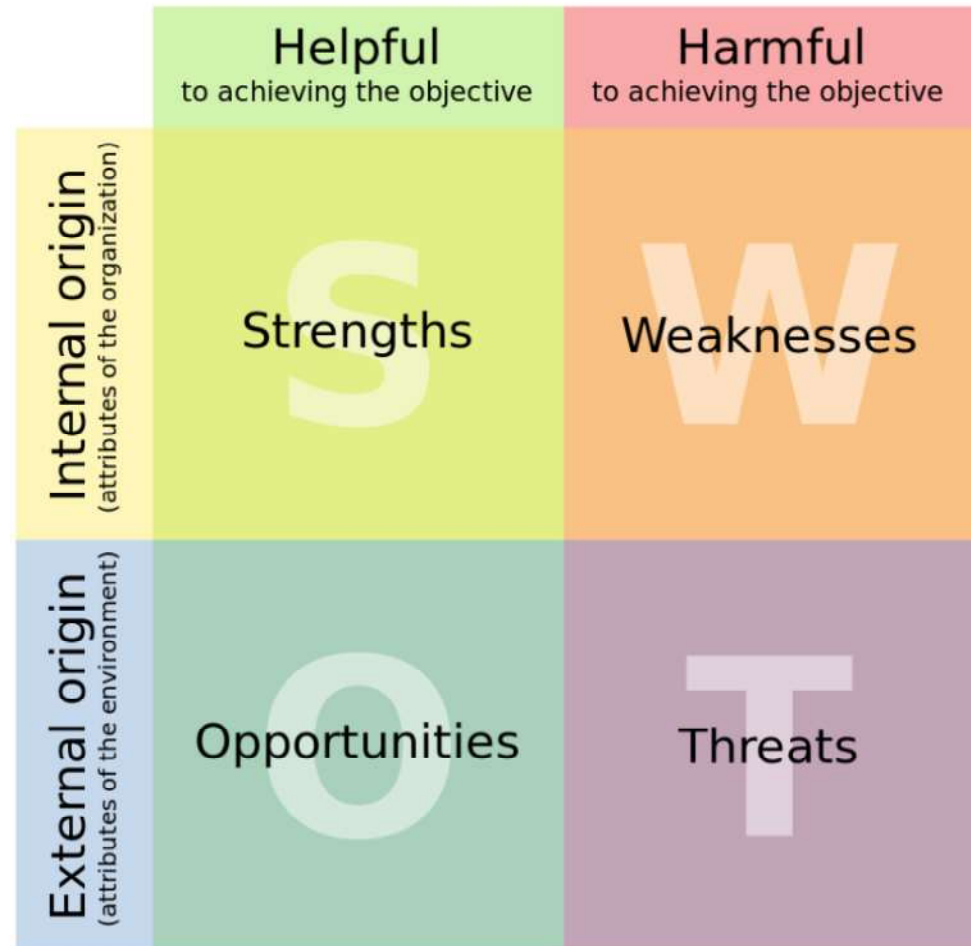 Helpful
to achieving the objective
Harmful
to achieving the objective
Internal origin
(attributes of the organization)
S
Strengths
W
Weaknesses
External origin
(attributes of the environment)
O
Opportunities
T
Threats